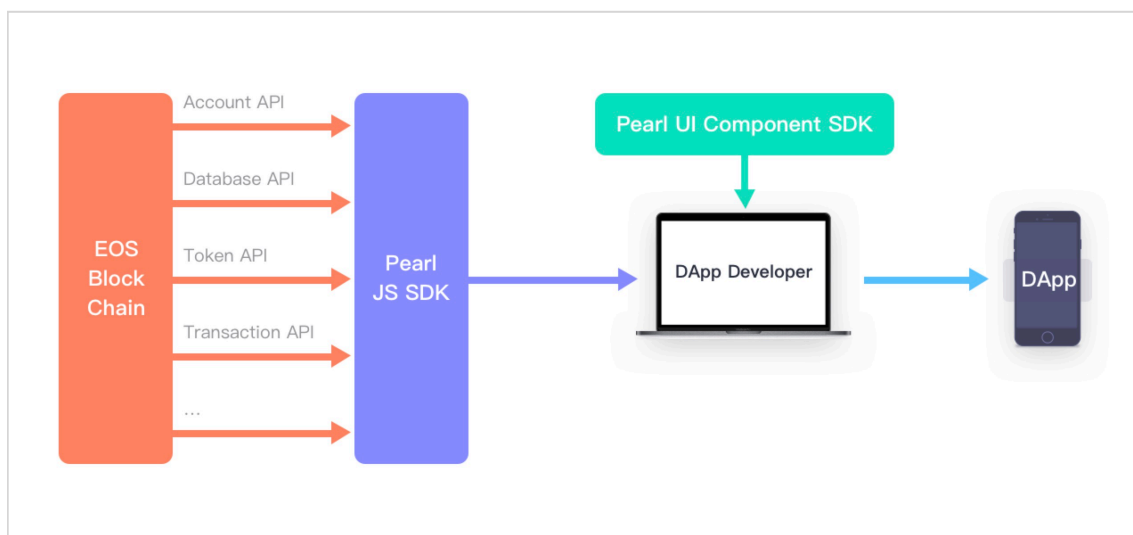 Account API
Database API
Token API
Transaction API
...
EOS
Block
Chain
Pearl
JS SDK
Pearl UI Component SDK
DApp Developer
DApp